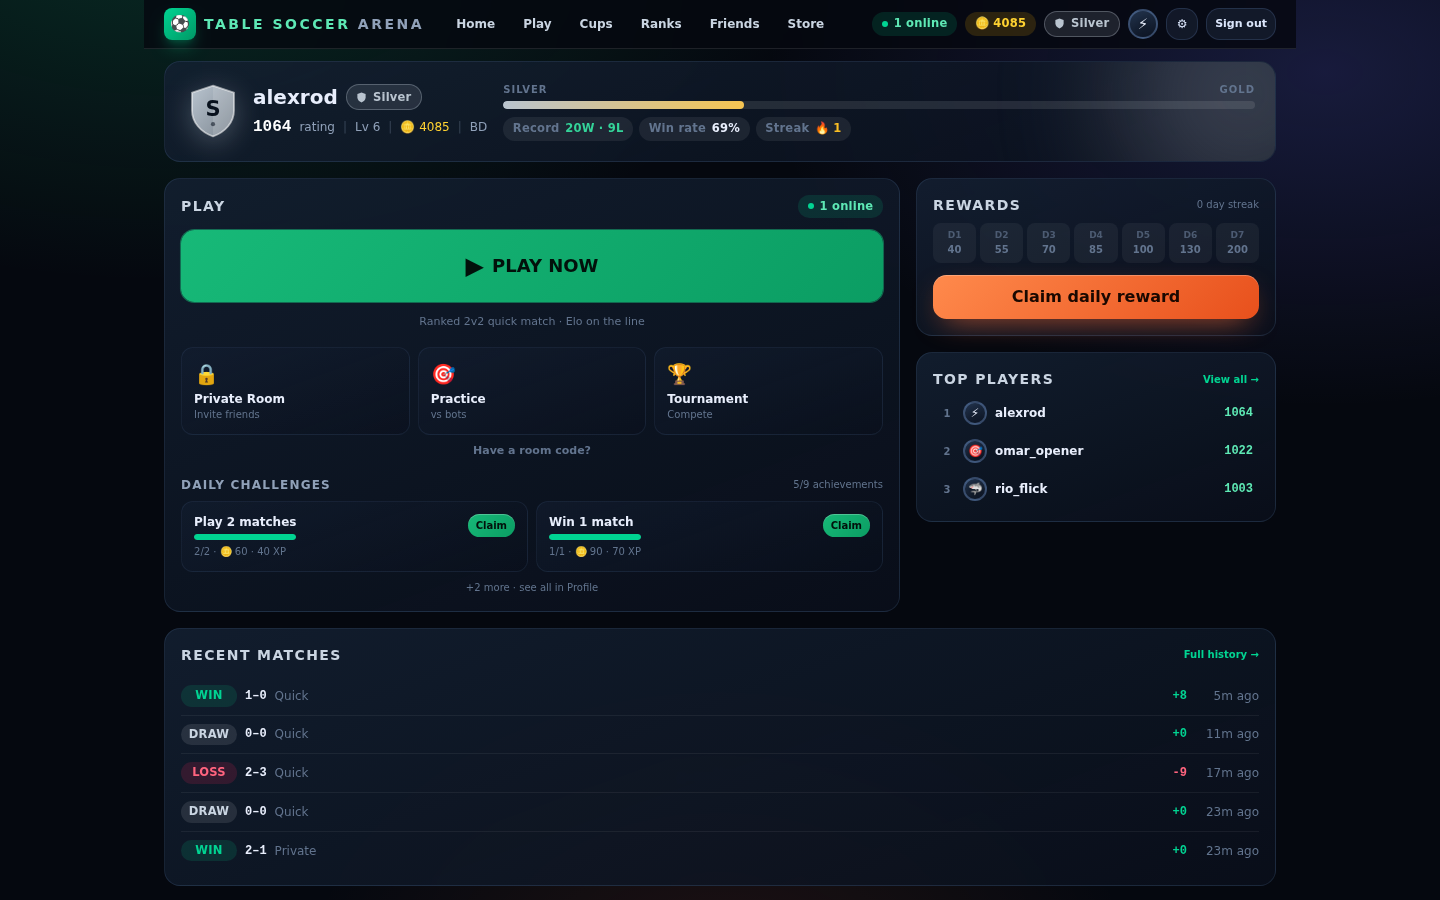 TABLE SOCCER ARENA Home Play Cups Ranks Friends Store 1 online 4085 Silver Sign out
S alexrod Silver
1064 rating | Lv 6 | 4085 | BD
SILVER GOLD
Record 20W · 9L Win rate 69% Streak 🔥 1
PLAY 1 online
▶ PLAY NOW
Ranked 2v2 quick match · Elo on the line
Private Room
Invite friends
Practice
vs bots
Tournament
Compete
Have a room code?
DAILY CHALLENGES 5/9 achievements
Play 2 matches Claim
2/2 · 🪙 60 · 40 XP
Win 1 match Claim
1/1 · 🪙 90 · 70 XP
+2 more · see all in Profile
REWARDS 0 day streak
D1 D2 D3 D4 D5 D6 D7
40 55 70 85 100 130 200
Claim daily reward
TOP PLAYERS View all →
1 alexrod 1064
2 omar_opener 1022
3 rio_flick 1003
RECENT MATCHES Full history →
WIN 1–0 Quick +8 5m ago
DRAW 0–0 Quick +0 11m ago
LOSS 2–3 Quick -9 17m ago
DRAW 0–0 Quick +0 23m ago
WIN 2–1 Private +0 23m ago